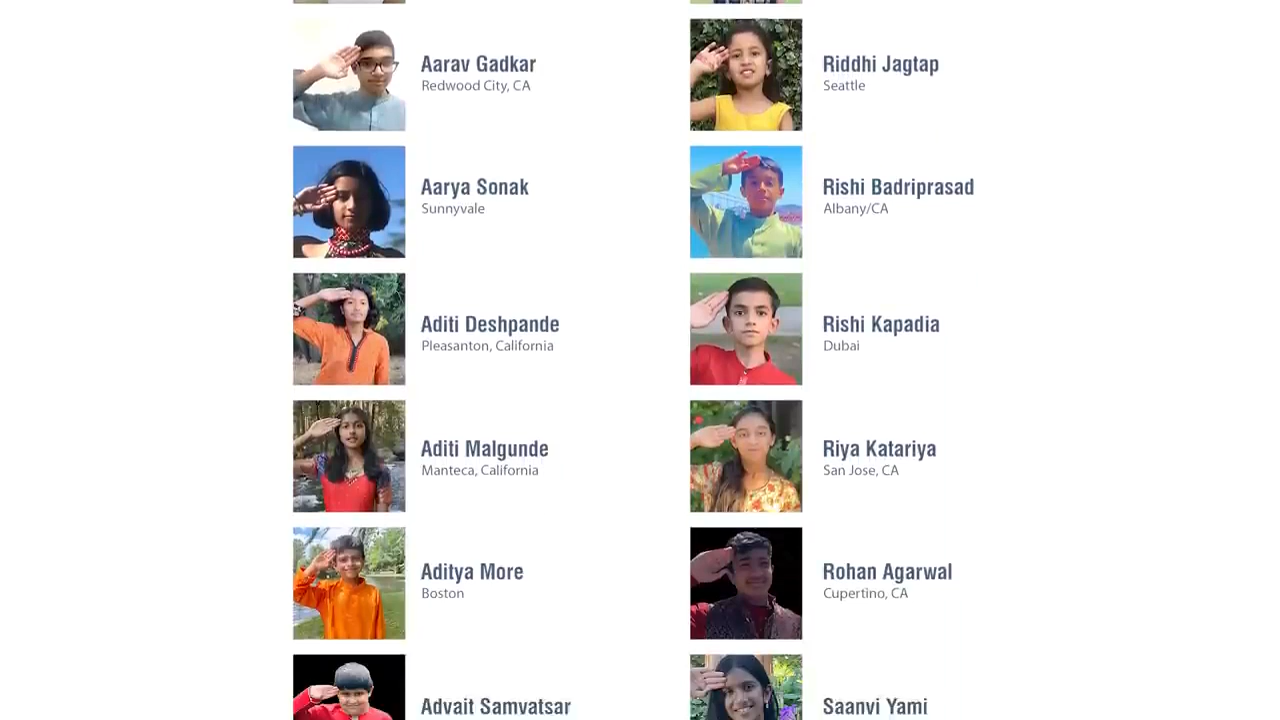 Aarav Gadkar
Redwood City, CA
Aarya Sonak
Sunnyvale
Aditi Deshpande
Pleasanton, California
Aditi Malgunde
Manteca, California
Aditya More
Boston
Advait Samvatsar
Riddhi Jagtap
Seattle
Rishi Badriprasad
Albany/CA
Rishi Kapadia
Dubai
Riya Katariya
San Jose, CA
Rohan Agarwal
Cupertino, CA
Saanvi Yami